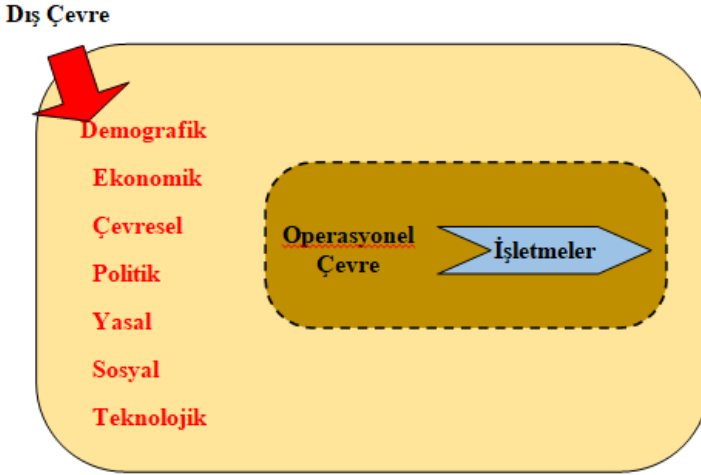 Dış Çevre
Demografik
Ekonomik
Çevresel
Politik
Yasal
Sosyal
Teknolojik
Operasyonel
Çevre
İşletmeler